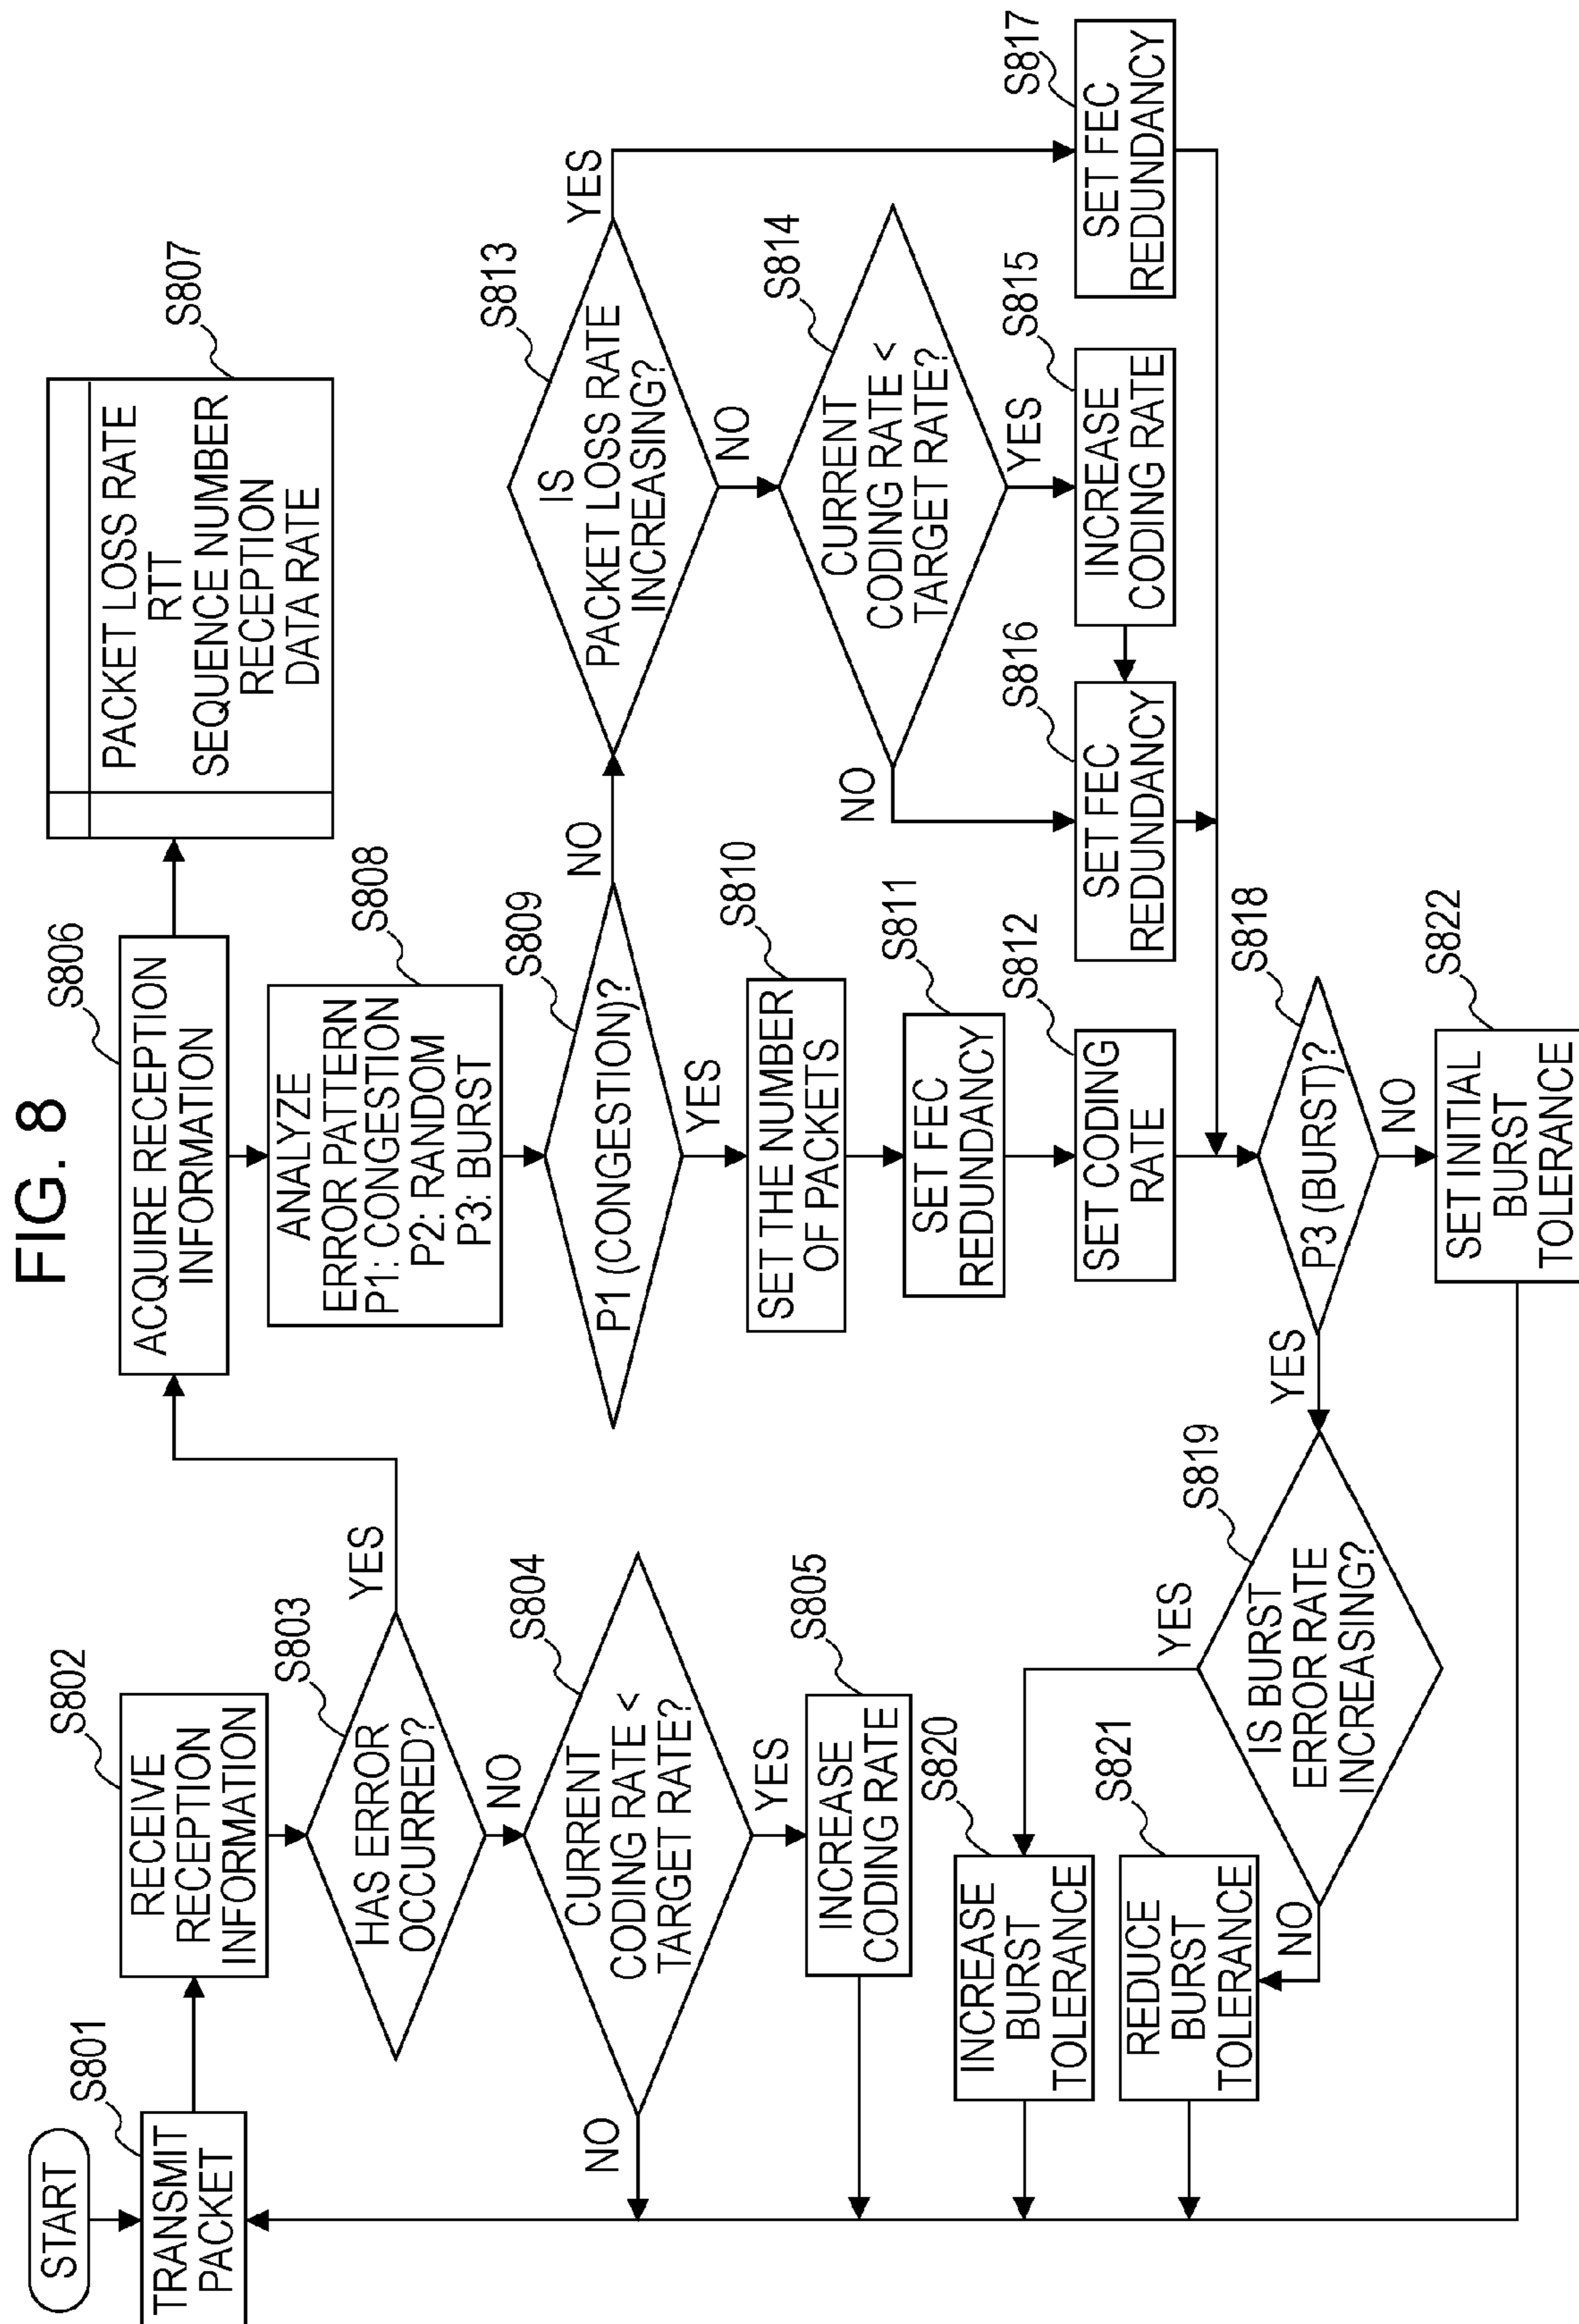 FIG. 8
START
S801
TRANSMIT
PACKET
S802
RECEIVE
RECEPTION
INFORMATION
S803
HAS ERROR
OCCURRED?
YES
NO
S804
CURRENT
CODING RATE <
TARGET RATE?
NO
YES
S805
INCREASE
CODING RATE
S806
ACQUIRE RECEPTION
INFORMATION
S807
PACKET LOSS RATE
RTT
SEQUENCE NUMBER
RECEPTION
DATA RATE
S808
ANALYZE
ERROR PATTERN
P1: CONGESTION
P2: RANDOM
P3: BURST
S809
P1 (CONGESTION)?
NO
YES
S810
SET THE NUMBER
OF PACKETS
S811
SET FEC
REDUNDANCY
S812
SET CODING
RATE
S813
IS
PACKET LOSS RATE
INCREASING?
YES
NO
S814
CURRENT
CODING RATE <
TARGET RATE?
NO
YES
S815
INCREASE
CODING RATE
S816
SET FEC
REDUNDANCY
S817
SET FEC
REDUNDANCY
S818
P3 (BURST)?
YES
NO
S819
IS BURST
ERROR RATE
INCREASING?
YES
NO
S820
INCREASE
BURST
TOLERANCE
S821
REDUCE
BURST
TOLERANCE
S822
SET INITIAL
BURST
TOLERANCE